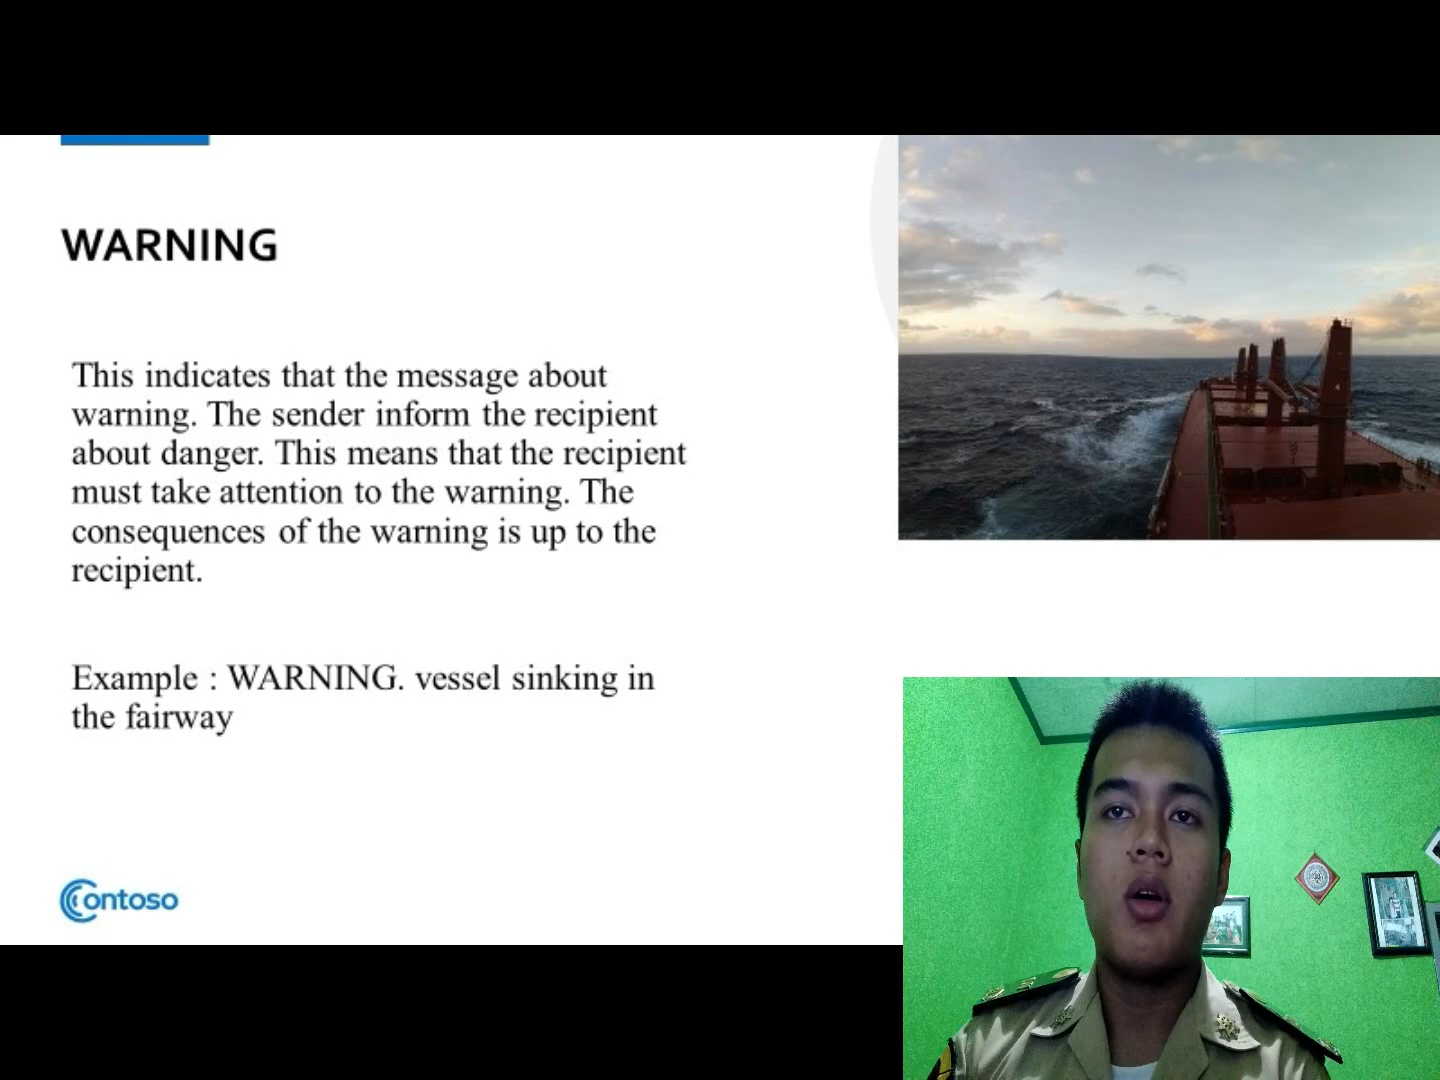 WARNING
This indicates that the message about
warning. The sender inform the recipient
about danger. This means that the recipient
must take attention to the warning. The
consequences of the warning is up to the
recipient.
Example : WARNING. vessel sinking in
the fairway
Contoso